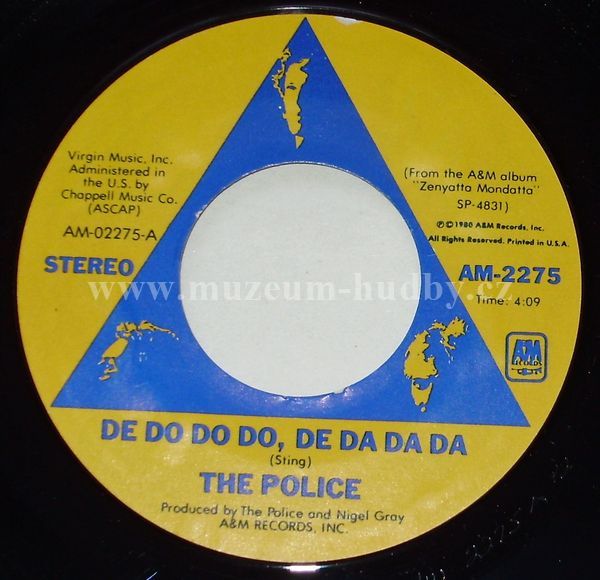 Virgin Music, Inc.
Administered in
the U.S. by
Chappell Music Co.
(ASCAP)
AM-02275-A
STEREO
(From the A&M album
"Zenyatta Mondatta"
SP-4831)
Ⓟ©1980 A&M Records, Inc.
All Rights Reserved. Printed in U.S.A.
AM-2275
Time: 4:09
A&M
RECORDS
www.muzeum-hudby.cz
DE DO DO DO, DE DA DA DA
(Sting)
THE POLICE
Produced by The Police and Nigel Gray
A&M RECORDS, INC.